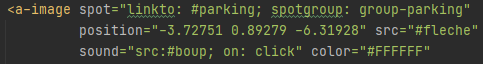 <a-image spot="linkto: #parking; spotgroup: group-parking"
position="-3.72751 0.89279 -6.31928" src="#fleche"
sound="src:#boup; on: click" color="#FFFFFF"